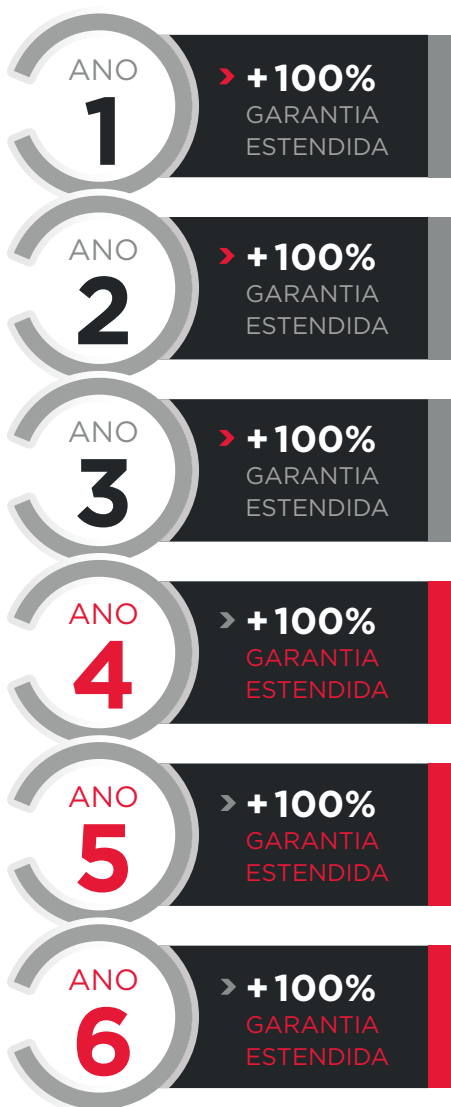 ANO
1
+100%
GARANTIA
ESTENDIDA
ANO
2
+100%
GARANTIA
ESTENDIDA
ANO
3
+100%
GARANTIA
ESTENDIDA
ANO
4
+100%
GARANTIA
ESTENDIDA
ANO
5
+100%
GARANTIA
ESTENDIDA
ANO
6
+100%
GARANTIA
ESTENDIDA